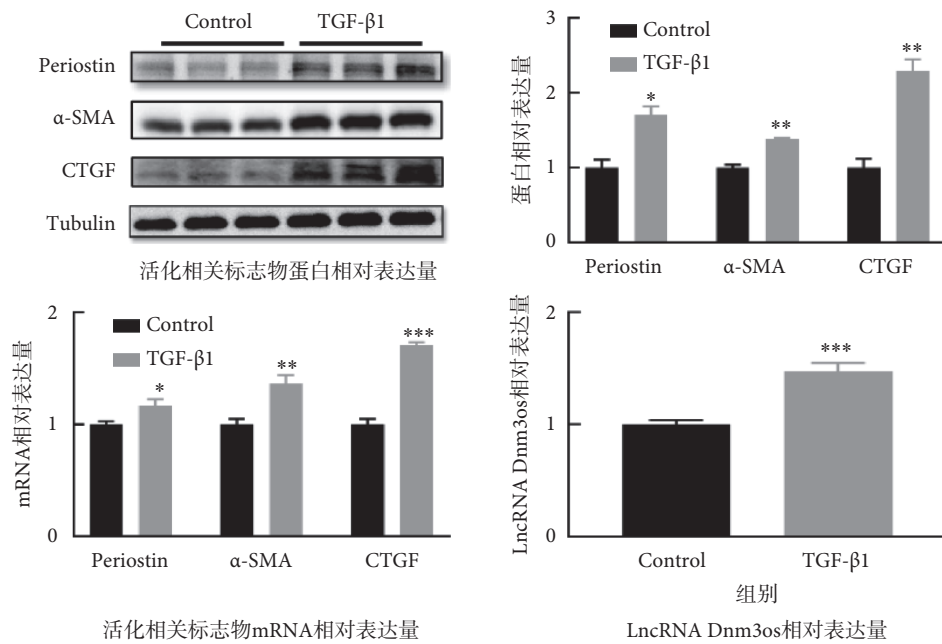 Control TGF-β1
Periostin
α-SMA
CTGF
Tubulin
活化相关标志物蛋白相对表达量
蛋白相对表达量
3
2
1
0
Control
TGF-β1
*
**
**
Periostin α-SMA CTGF
mRNA相对表达量
2
1
0
Control
TGF-β1
*
**
***
Periostin α-SMA CTGF
活化相关标志物mRNA相对表达量
LncRNA Dnm3os相对表达量
2
1
0
***
Control TGF-β1
组别
LncRNA Dnm3os相对表达量